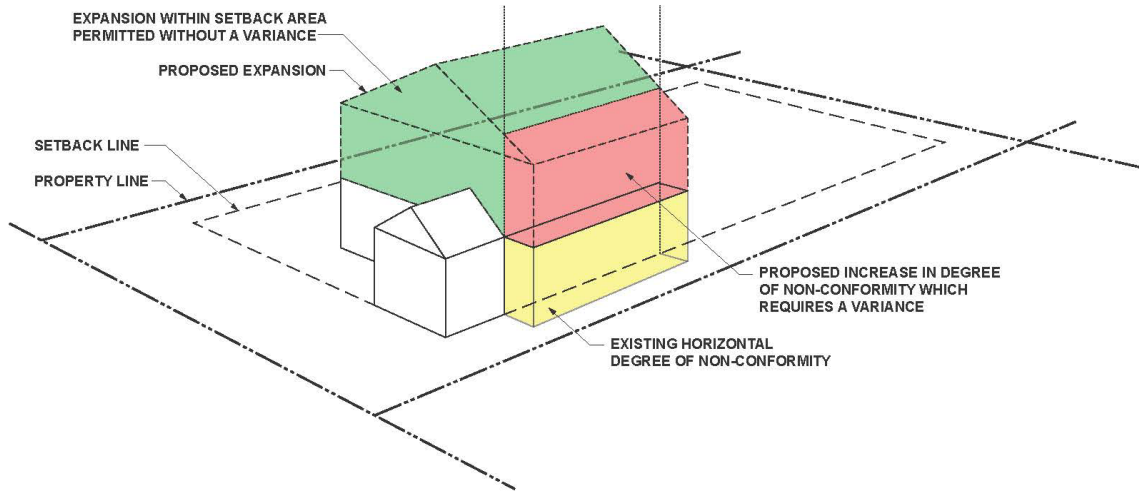 EXPANSION WITHIN SETBACK AREA
PERMITTED WITHOUT A VARIANCE
PROPOSED EXPANSION
SETBACK LINE
PROPERTY LINE
PROPOSED INCREASE IN DEGREE
OF NON-CONFORMITY WHICH
REQUIRES A VARIANCE
EXISTING HORIZONTAL
DEGREE OF NON-CONFORMITY